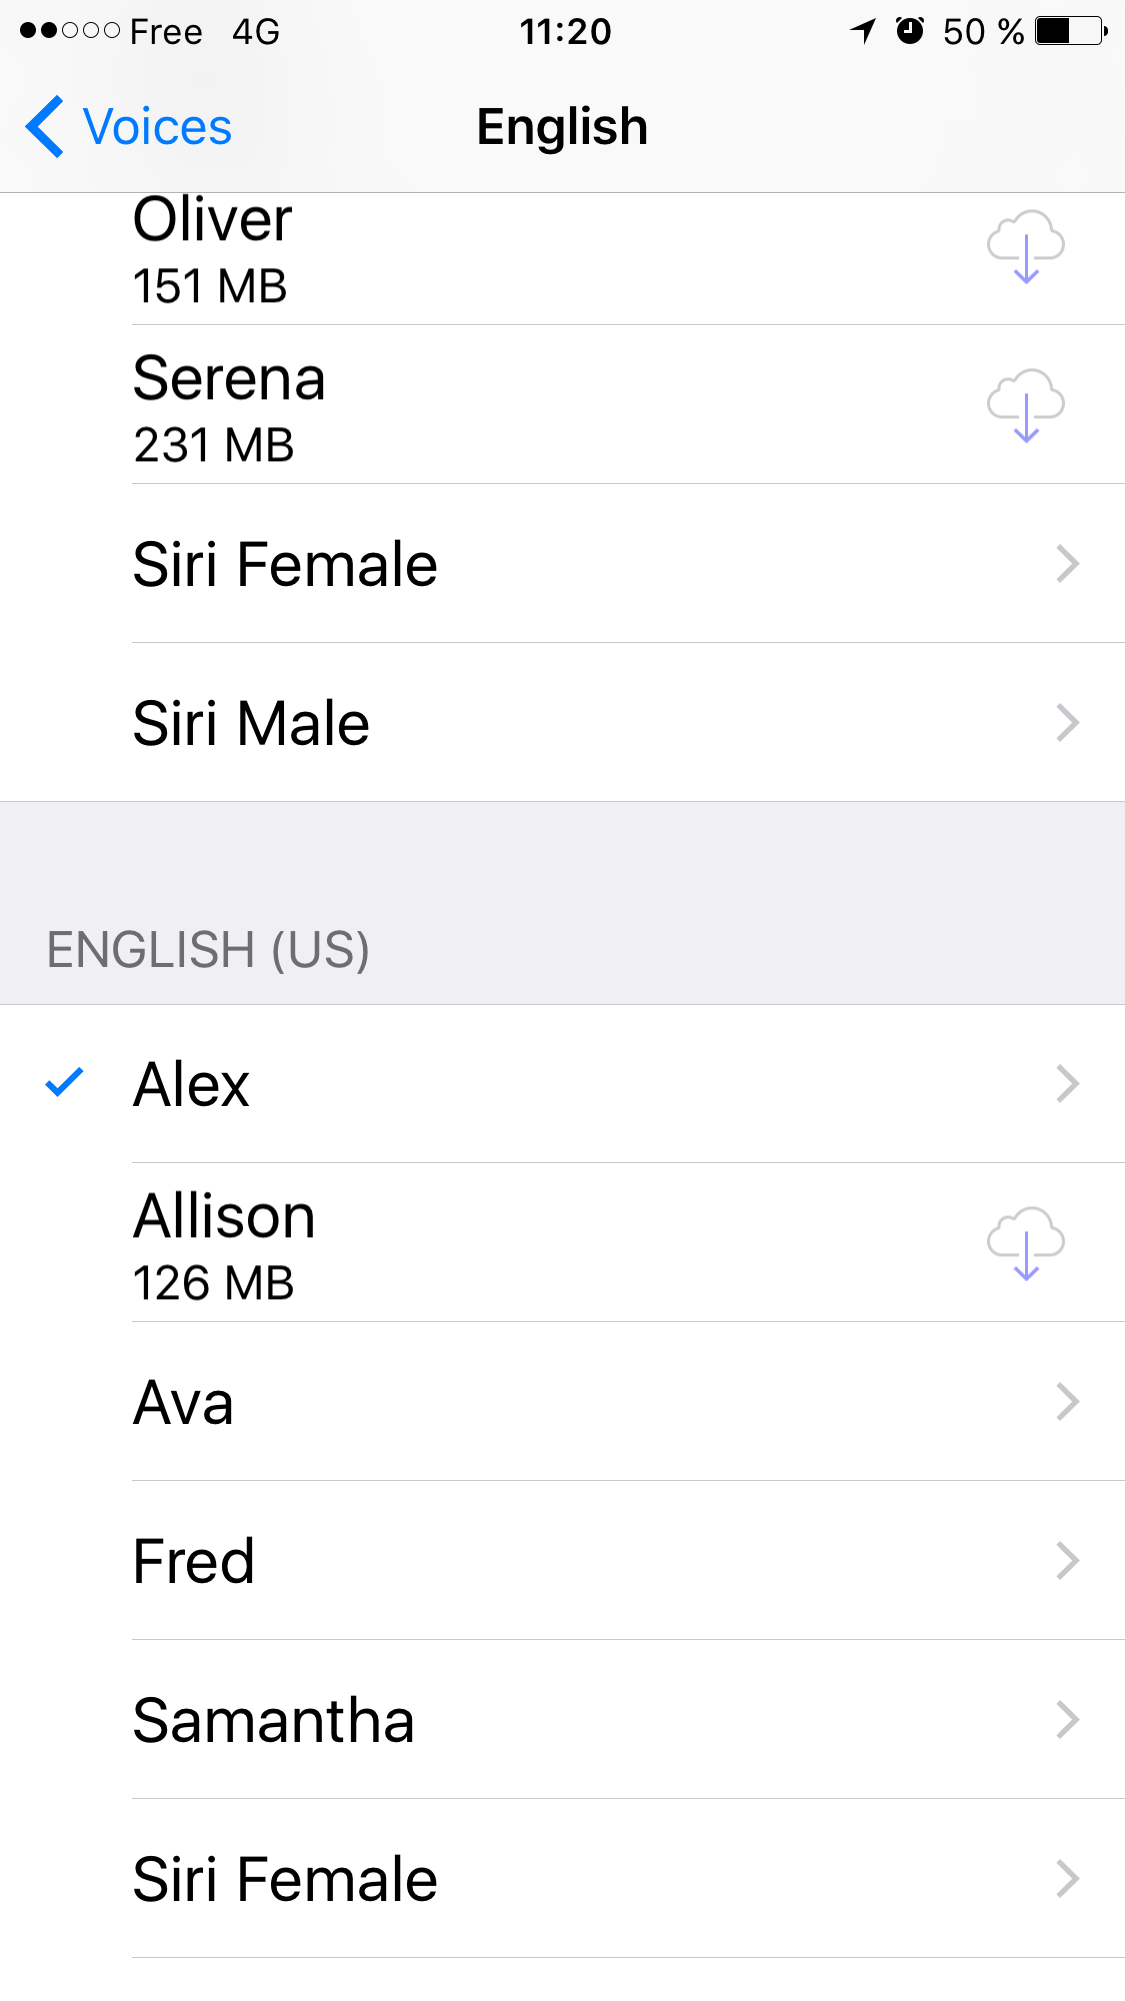 Free 4G 11:20 50 %
Voices English
Oliver
151 MB
Serena
231 MB
Siri Female
Siri Male
ENGLISH (US)
Alex
Allison
126 MB
Ava
Fred
Samantha
Siri Female